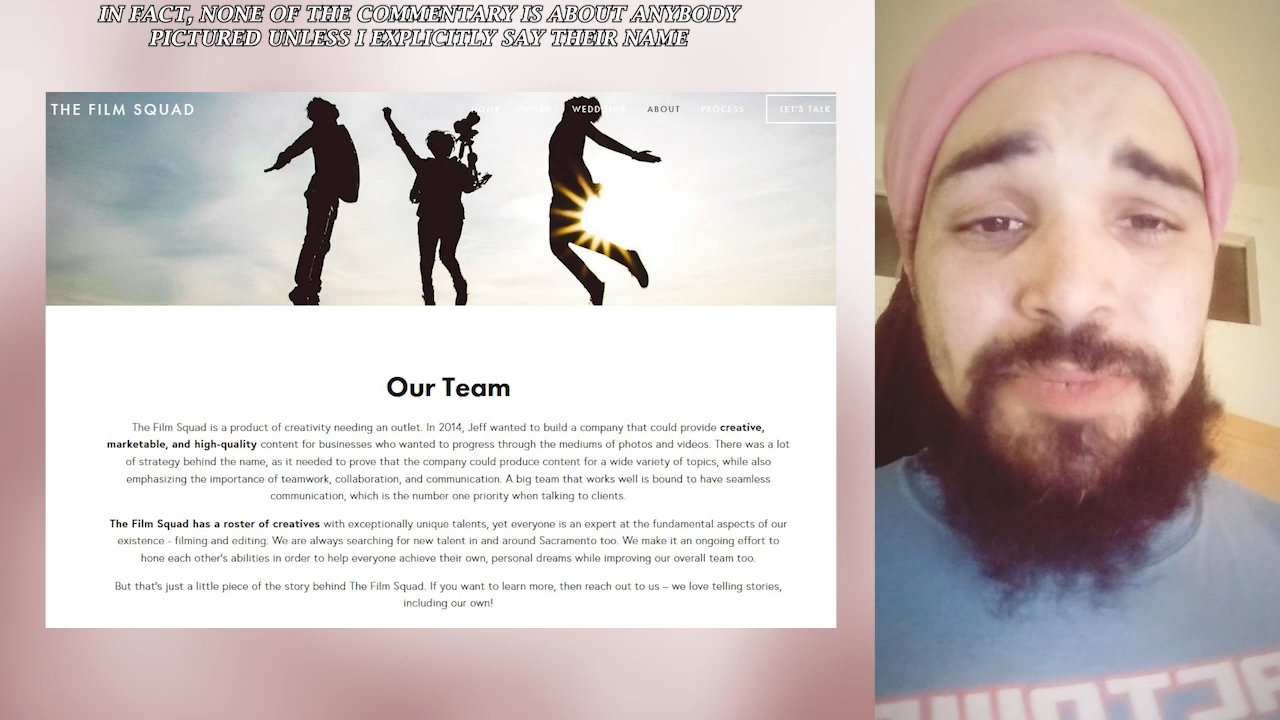 IN FACT, NONE OF THE COMMENTARY IS ABOUT ANYBODY
PICTURED UNLESS I EXPLICITLY SAY THEIR NAME
THE FILM SQUAD
HOME WORK WEDDINGS ABOUT PROCESS LET'S TALK
Our Team
The Film Squad is a product of creativity needing an outlet. In 2014, Jeff wanted to build a company that could provide creative,
marketable, and high-quality content for businesses who wanted to progress through the mediums of photos and videos. There was a lot
of strategy behind the name, as it needed to prove that the company could produce content for a wide variety of topics, while also
emphasizing the importance of teamwork, collaboration, and communication. A big team that works well is bound to have seamless
communication, which is the number one priority when talking to clients.
The Film Squad has a roster of creatives with exceptionally unique talents, yet everyone is an expert at the fundamental aspects of our
existence - filming and editing. We are always searching for new talent in and around Sacramento too. We make it an ongoing effort to
hone each other's abilities in order to help everyone achieve their own, personal dreams while improving our overall team too.
But that's just a little piece of the story behind The Film Squad. If you want to learn more, then reach out to us – we love telling stories,
including our own!